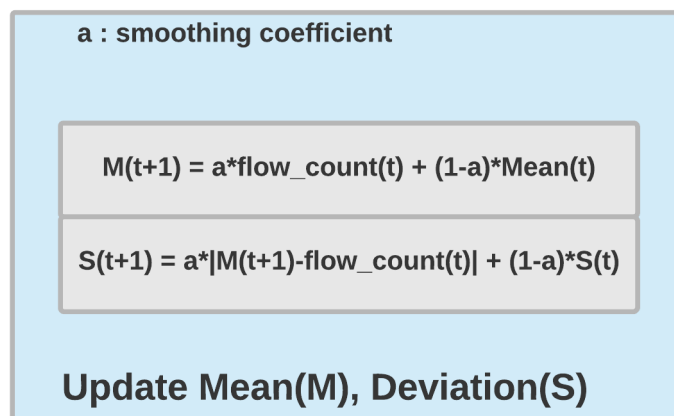 a : smoothing coefficient
M(t+1) = a*flow_count(t) + (1-a)*Mean(t)
S(t+1) = a*|M(t+1)-flow_count(t)| + (1-a)*S(t)
Update Mean(M), Deviation(S)